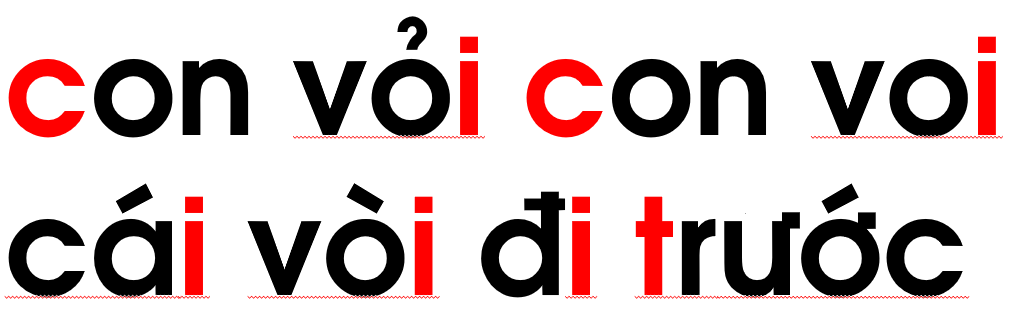 con vỏi con voi
cái vòi đi trước